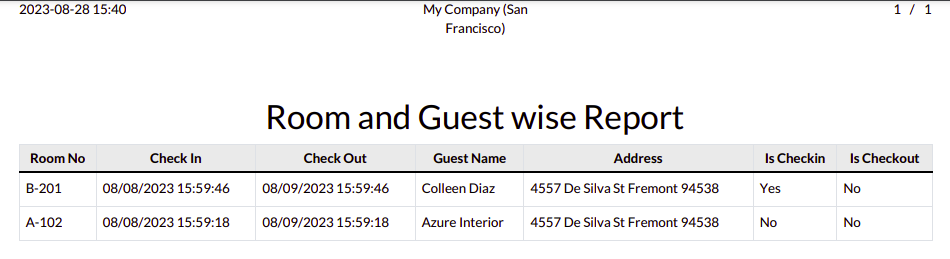 2023-08-28 15:40 My Company (San 1 / 1
Francisco)
Room and Guest wise Report
Room No Check In Check Out Guest Name Address Is Checkin Is Checkout
B-201 08/08/2023 15:59:46 08/09/2023 15:59:46 Colleen Diaz 4557 De Silva St Fremont 94538 Yes No
A-102 08/08/2023 15:59:18 08/09/2023 15:59:18 Azure Interior 4557 De Silva St Fremont 94538 No No